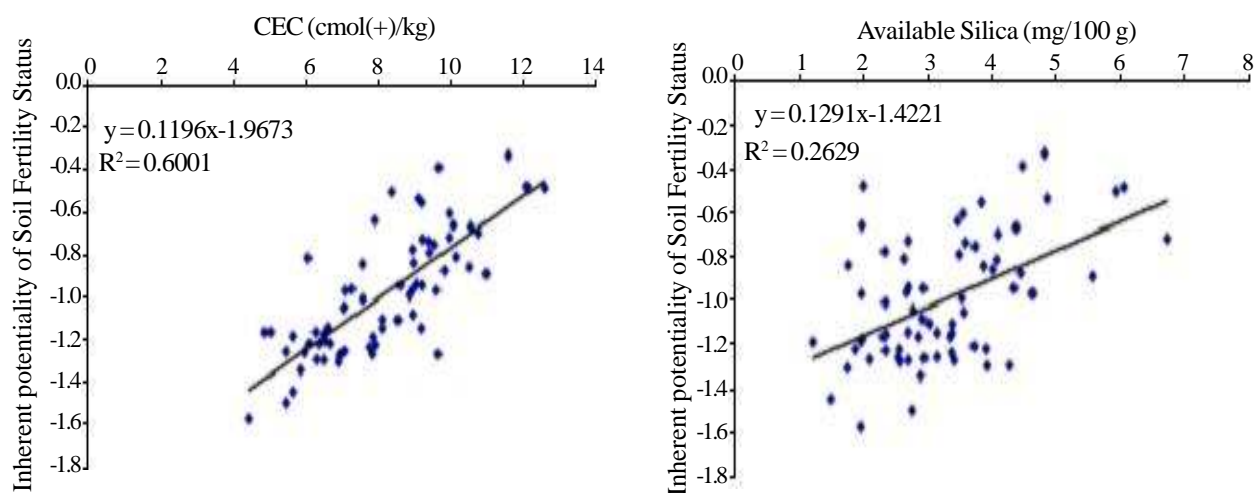 CEC (cmol(+)/kg)
0 2 4 6 8 10 12 14
0.0
-0.2
-0.4
-0.6
-0.8
-1.0
-1.2
-1.4
-1.6
-1.8
Inherent potentiality of Soil Fertility Status
y=0.1196x-1.9673
R²=0.6001
Available Silica (mg/100 g)
0 1 2 3 4 5 6 7 8
0.0
-0.2
-0.4
-0.6
-0.8
-1.0
-1.2
-1.4
-1.6
-1.8
Inherent potentiality of Soil Fertility Status
y=0.1291x-1.4221
R²=0.2629